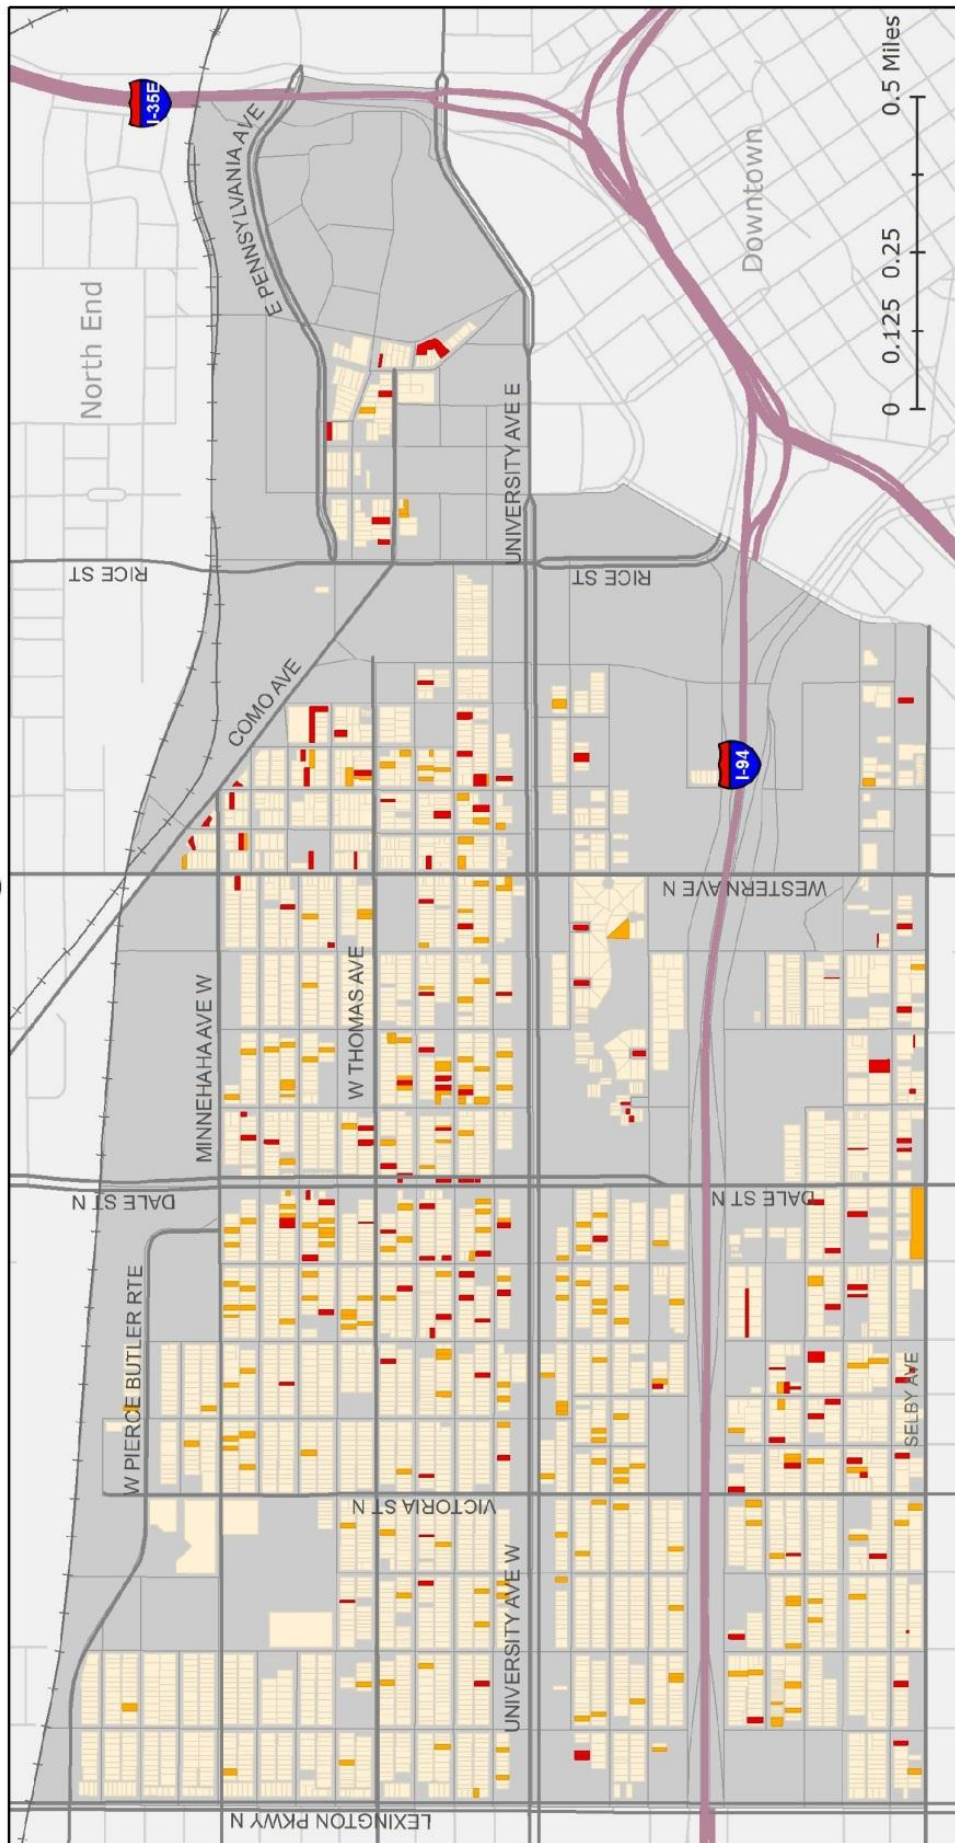 I-35E
E PENNSYLVANIA AVE
North End
Downtown
0 0.125 0.25 0.5 Miles
UNIVERSITY AVE E
RICE ST
RICE ST
COMO AVE
I-94
WESTERN AVE N
MINNEHAHA AVE W
W THOMAS AVE
DALE ST N
DALE ST N
W PIERCE BUTLER RTE
SELBY AVE
VICTORIA ST N
UNIVERSITY AVE W
LEXINGTON PKWY N